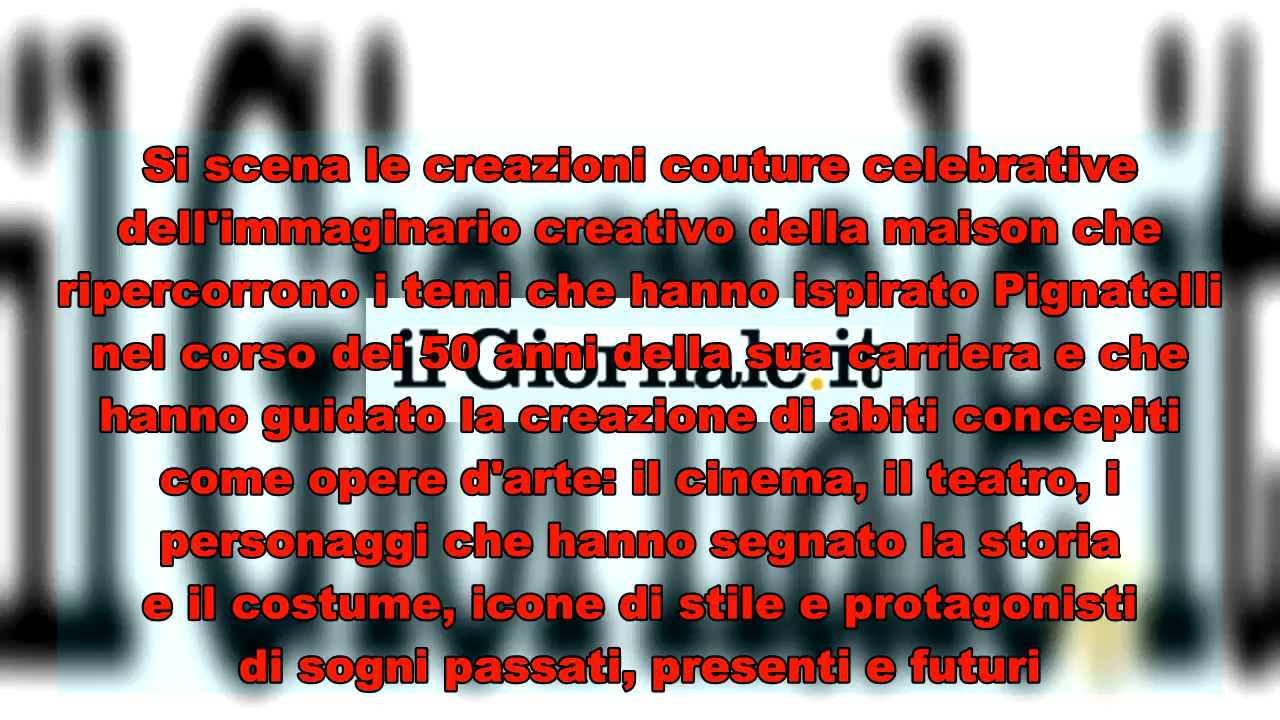 Si scena le creazioni couture celebrative
dell'immaginario creativo della maison che
ripercorrono i temi che hanno ispirato Pignatelli
nel corso dei 50 anni della sua carriera e che
il Giornale.it
hanno guidato la creazione di abiti concepiti
come opere d'arte: il cinema, il teatro, i
personaggi che hanno segnato la storia
e il costume, icone di stile e protagonisti
di sogni passati, presenti e futuri